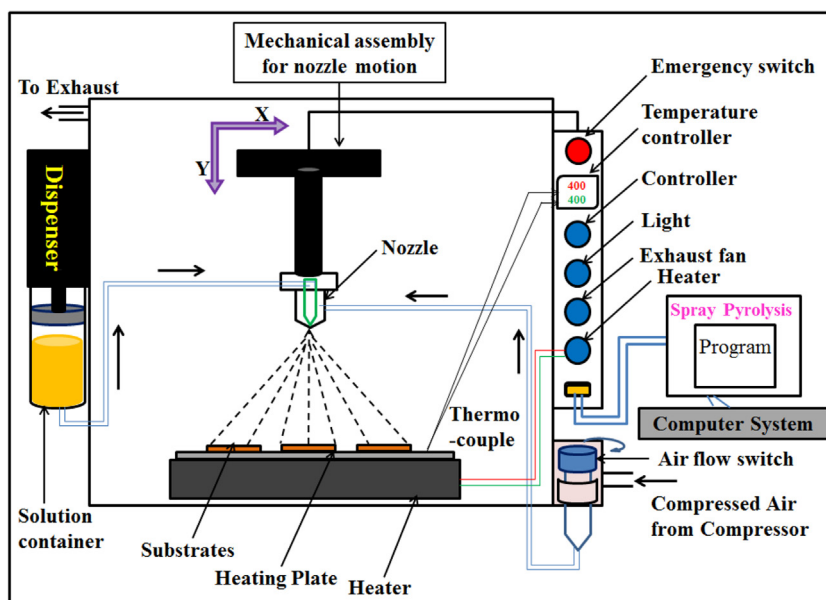 Mechanical assembly
for nozzle motion
To Exhaust
Emergency switch
X
Temperature
controller
Y
Dispenser
400
400
Controller
Light
Nozzle
Exhaust fan
Heater
Spray Pyrolysis
Program
Thermo
-couple
Computer System
Air flow switch
Solution
container
Substrates
Heating Plate
Heater
Compressed Air
from Compressor